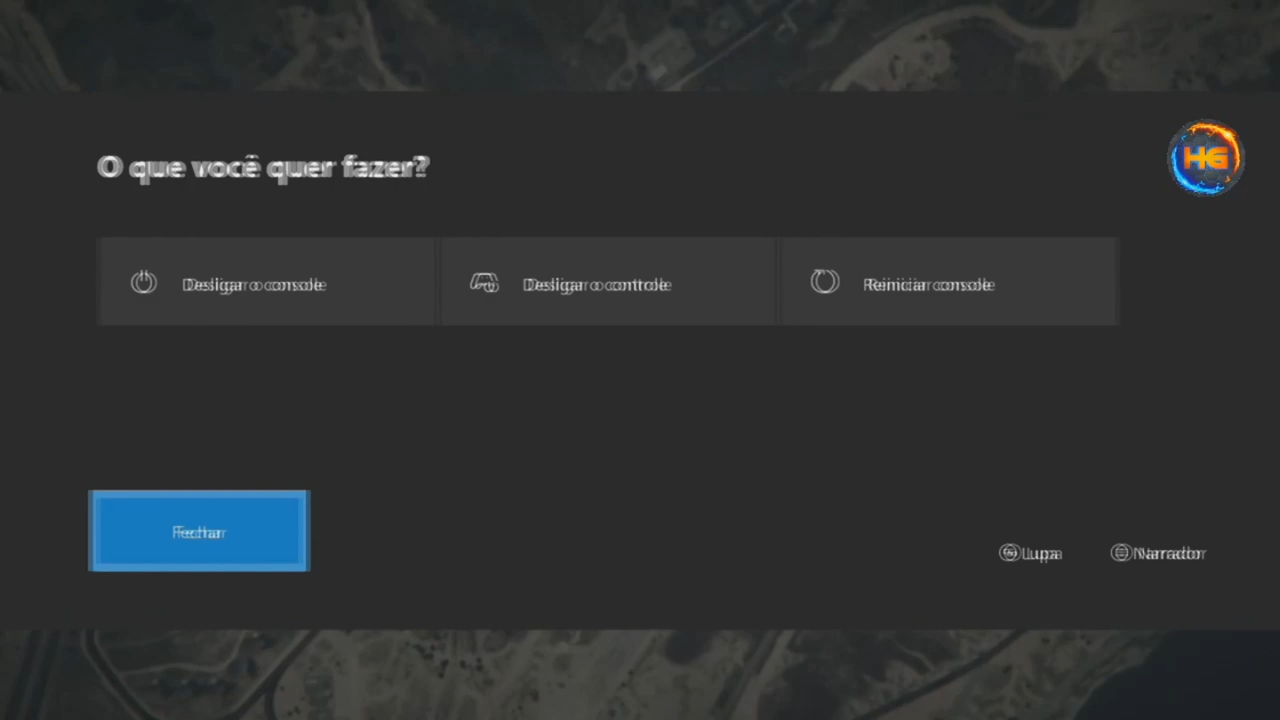 O que você quer fazer?
HG
Desligar o console
Desligar o controle
Reiniciar console
Fechar
Lupa
Narrador